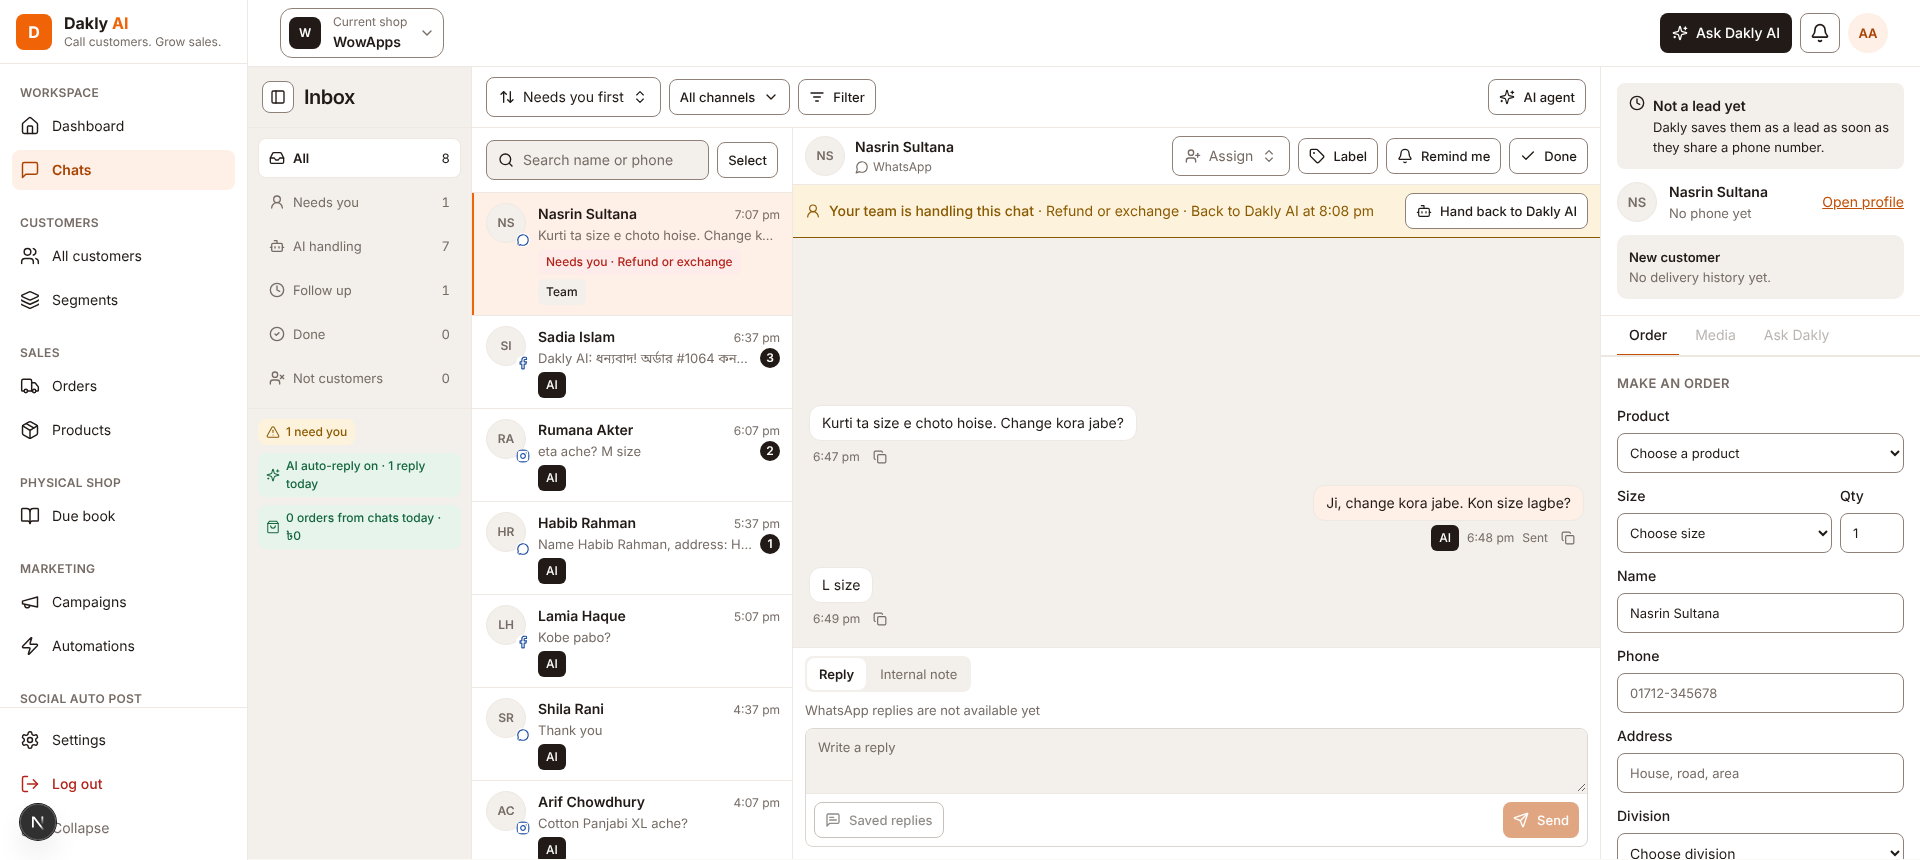 D
Dakly AI
Call customers. Grow sales.
WORKSPACE
Dashboard
Chats
CUSTOMERS
All customers
Segments
SALES
Orders
Products
PHYSICAL SHOP
Due book
MARKETING
Campaigns
Automations
SOCIAL AUTO POST
Settings
Log out
N
Collapse
W
Current shop
WowApps
Ask Dakly AI
AA
Inbox
All 8
Needs you 1
AI handling 7
Follow up 1
Done 0
Not customers 0
1 need you
AI auto-reply on · 1 reply
today
0 orders from chats today ·
৳0
Needs you first
All channels
Filter
AI agent
Search name or phone
Select
NS
Nasrin Sultana 7:07 pm
Kurti ta size e choto hoise. Change k...
Needs you · Refund or exchange
Team
SI
Sadia Islam 6:37 pm
Dakly AI: ধন্যবাদ! অর্ডার #1064 কন... 3
AI
RA
Rumana Akter 6:07 pm
eta ache? M size 2
AI
HR
Habib Rahman 5:37 pm
Name Habib Rahman, address: H... 1
AI
LH
Lamia Haque 5:07 pm
Kobe pabo?
AI
SR
Shila Rani 4:37 pm
Thank you
AI
AC
Arif Chowdhury 4:07 pm
Cotton Panjabi XL ache?
AI
NS
Nasrin Sultana
WhatsApp
Assign
Label
Remind me
Done
Your team is handling this chat · Refund or exchange · Back to Dakly AI at 8:08 pm
Hand back to Dakly AI
Kurti ta size e choto hoise. Change kora jabe?
6:47 pm
Ji, change kora jabe. Kon size lagbe?
AI 6:48 pm Sent
L size
6:49 pm
Reply
Internal note
WhatsApp replies are not available yet
Write a reply
Saved replies
Send
Not a lead yet
Dakly saves them as a lead as soon as
they share a phone number.
NS
Nasrin Sultana
No phone yet
Open profile
New customer
No delivery history yet.
Order Media Ask Dakly
MAKE AN ORDER
Product
Choose a product
Size Qty
Choose size 1
Name
Nasrin Sultana
Phone
01712-345678
Address
House, road, area
Division
Choose division